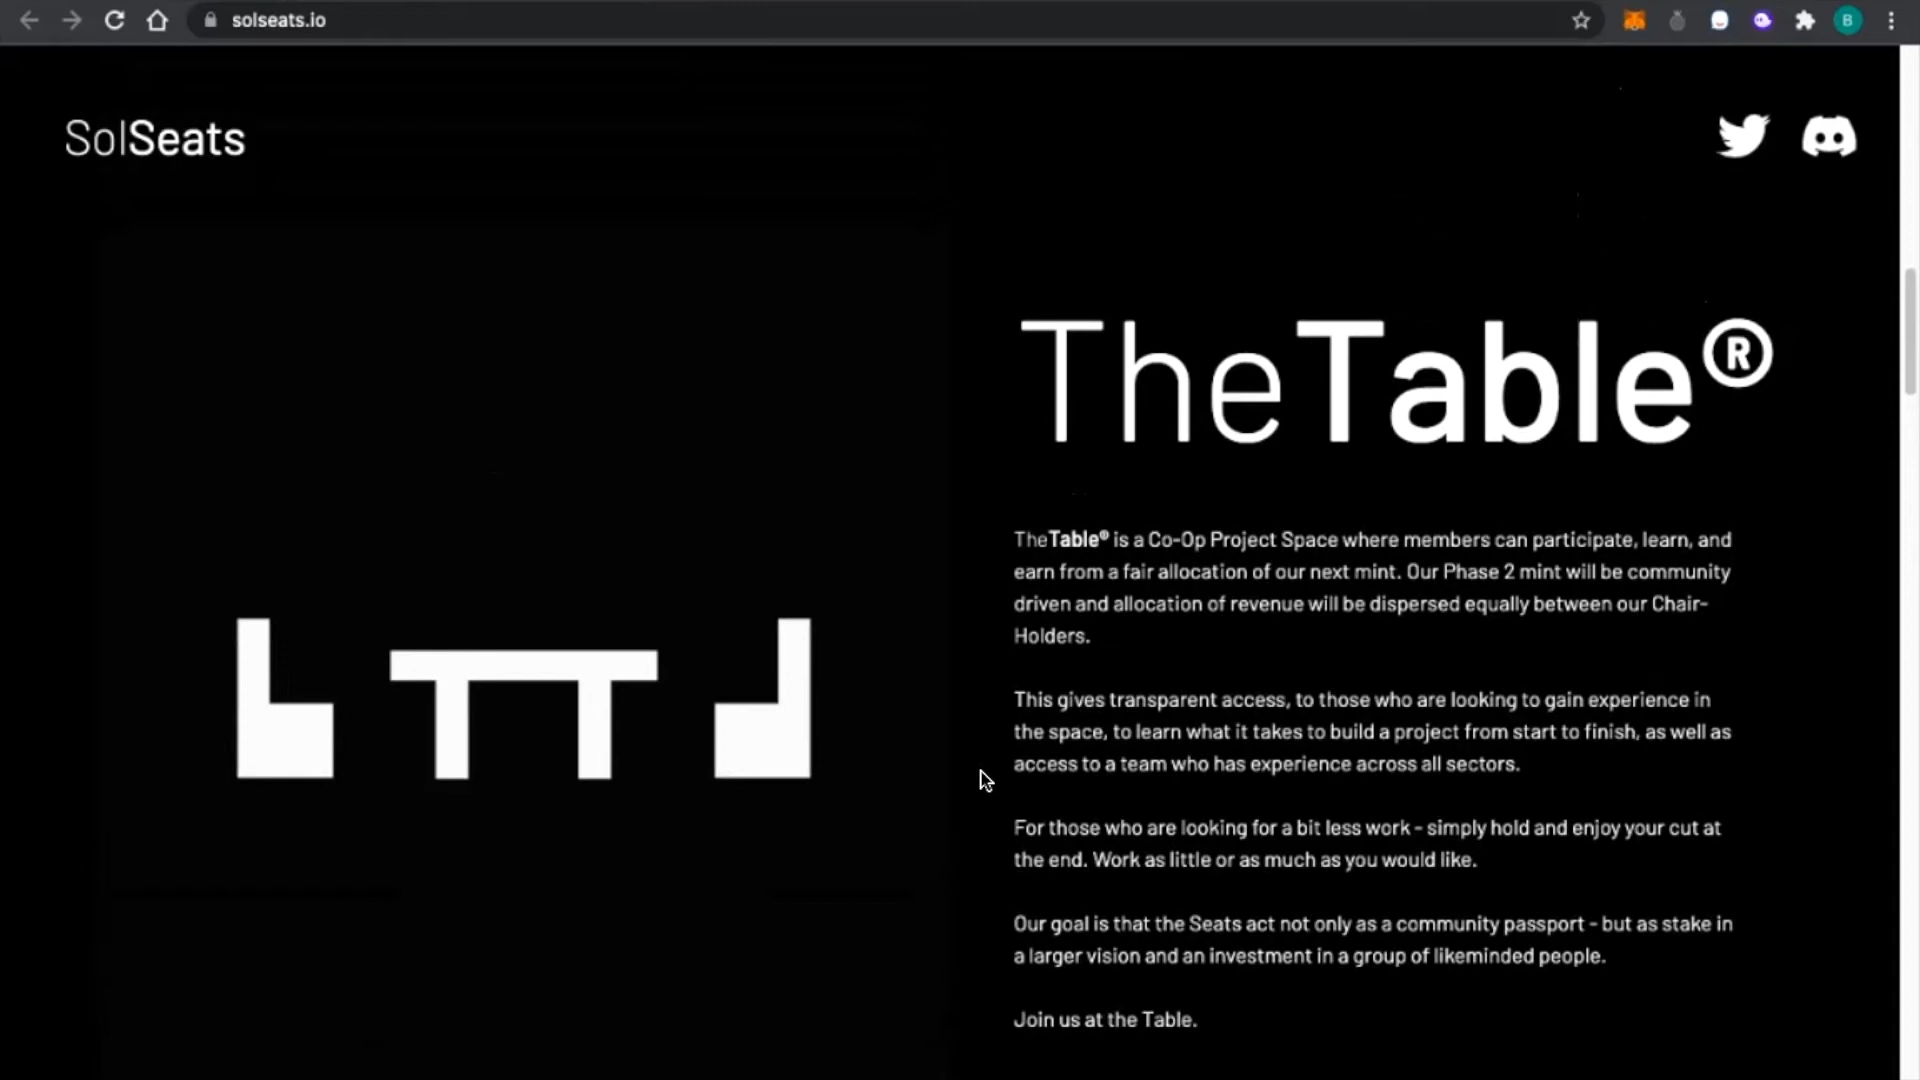 solseats.io
B
SolSeats
TheTable®
TheTable® is a Co-Op Project Space where members can participate, learn, and
earn from a fair allocation of our next mint. Our Phase 2 mint will be community
driven and allocation of revenue will be dispersed equally between our Chair-
Holders.
This gives transparent access, to those who are looking to gain experience in
the space, to learn what it takes to build a project from start to finish, as well as
access to a team who has experience across all sectors.
For those who are looking for a bit less work - simply hold and enjoy your cut at
the end. Work as little or as much as you would like.
Our goal is that the Seats act not only as a community passport - but as stake in
a larger vision and an investment in a group of likeminded people.
Join us at the Table.